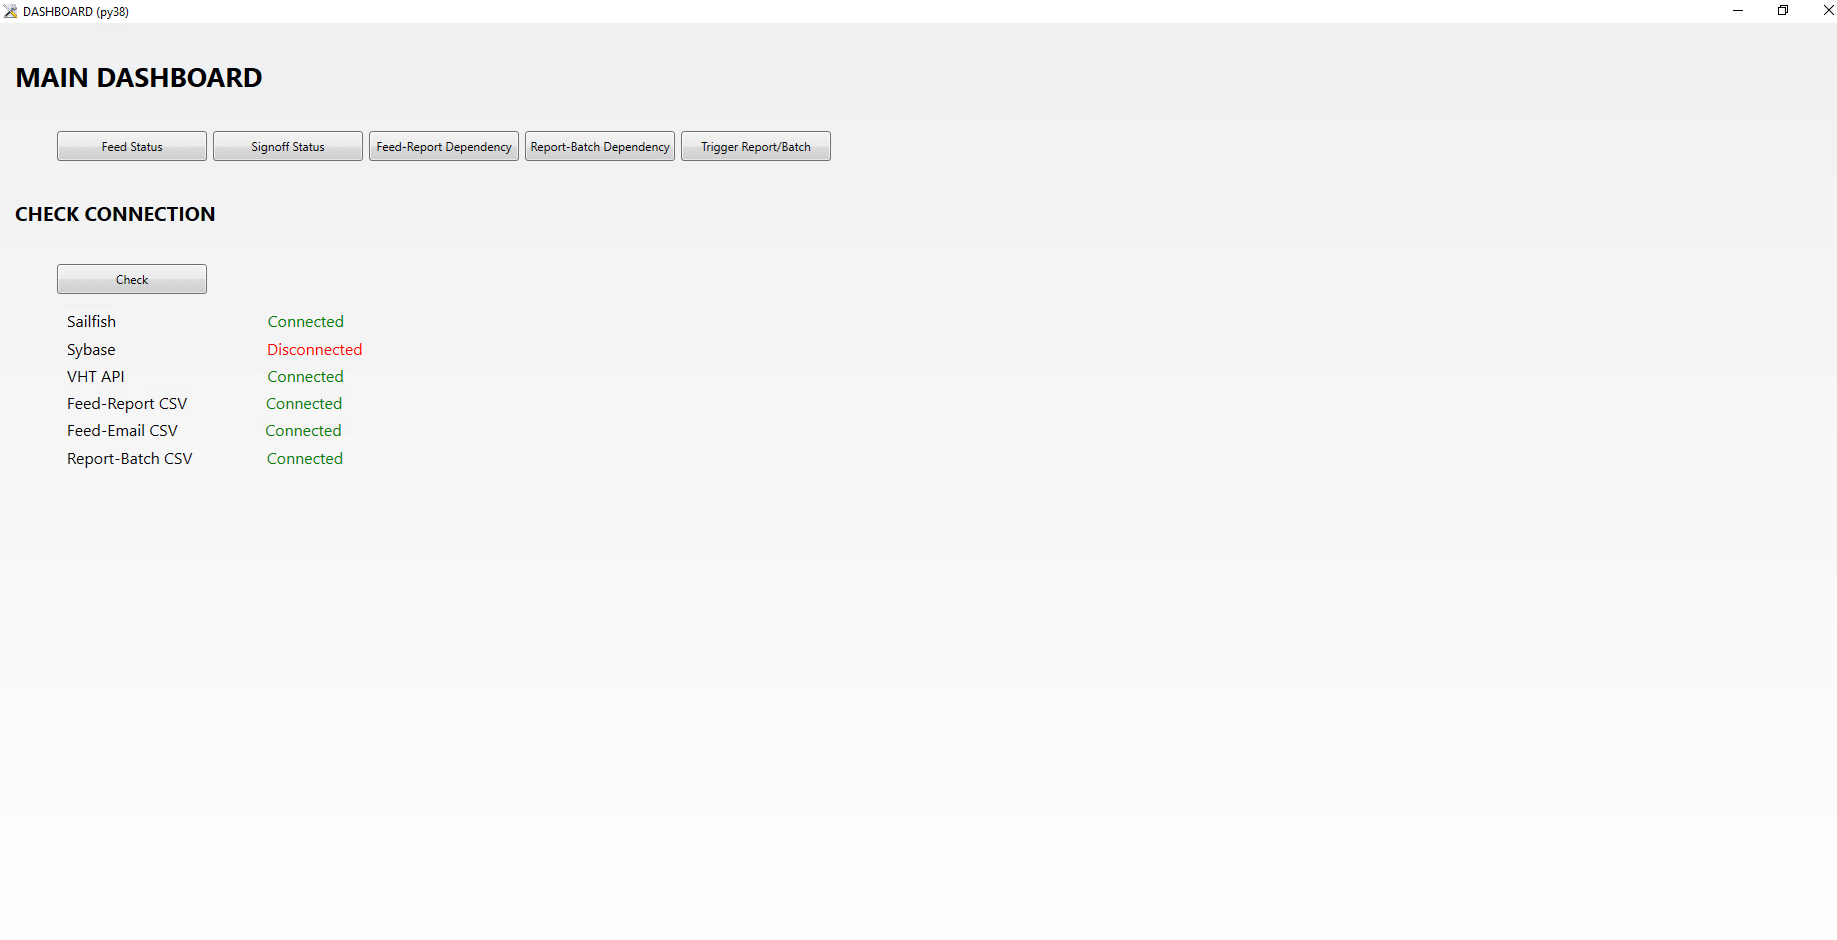 DASHBOARD (py38)
MAIN DASHBOARD
Feed Status Signoff Status Feed-Report Dependency Report-Batch Dependency Trigger Report/Batch
CHECK CONNECTION
Check
Sailfish Connected
Sybase Disconnected
VHT API Connected
Feed-Report CSV Connected
Feed-Email CSV Connected
Report-Batch CSV Connected